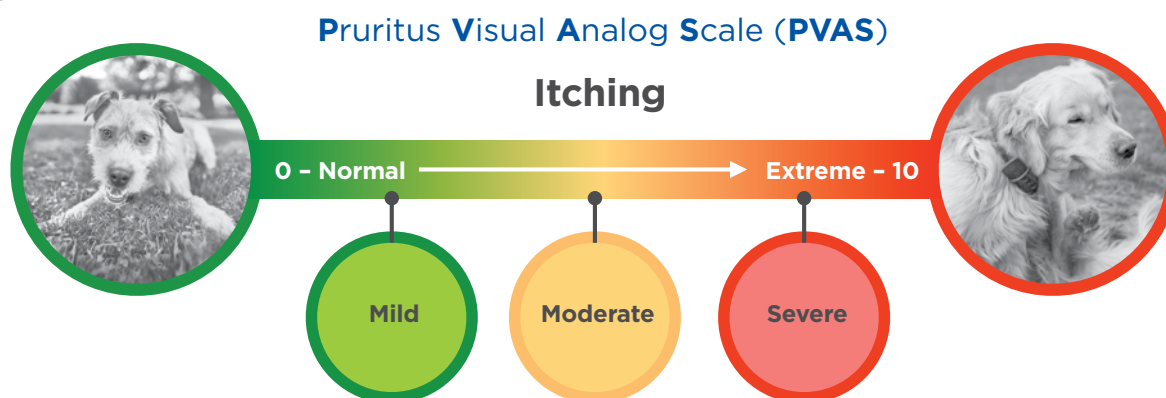 Pruritus Visual Analog Scale (PVAS)
Itching
0 – Normal
Extreme – 10
Mild
Moderate
Severe